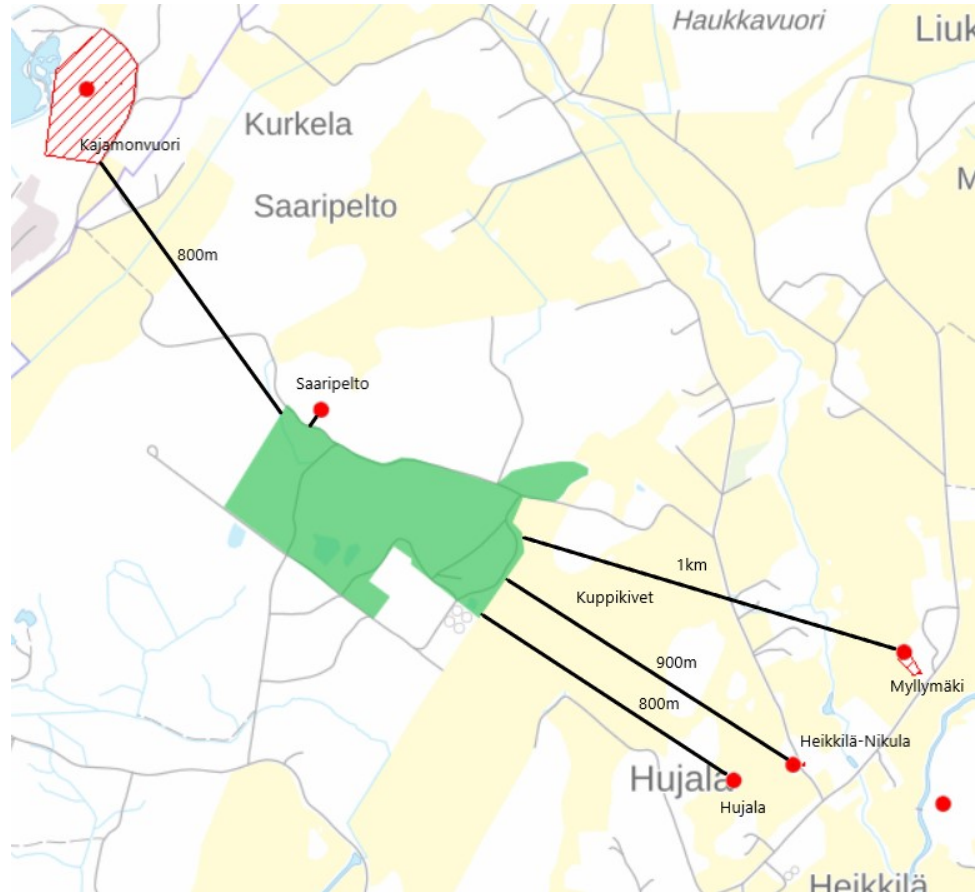 Haukkavuori
Liuk
Kurkela
Kajamonvuori
M
Saaripelto
800m
Saaripelto
1km
Kuppikivet
900m
Myllymäki
800m
Heikkilä-Nikula
Hujala
Hujala
Heikkilä